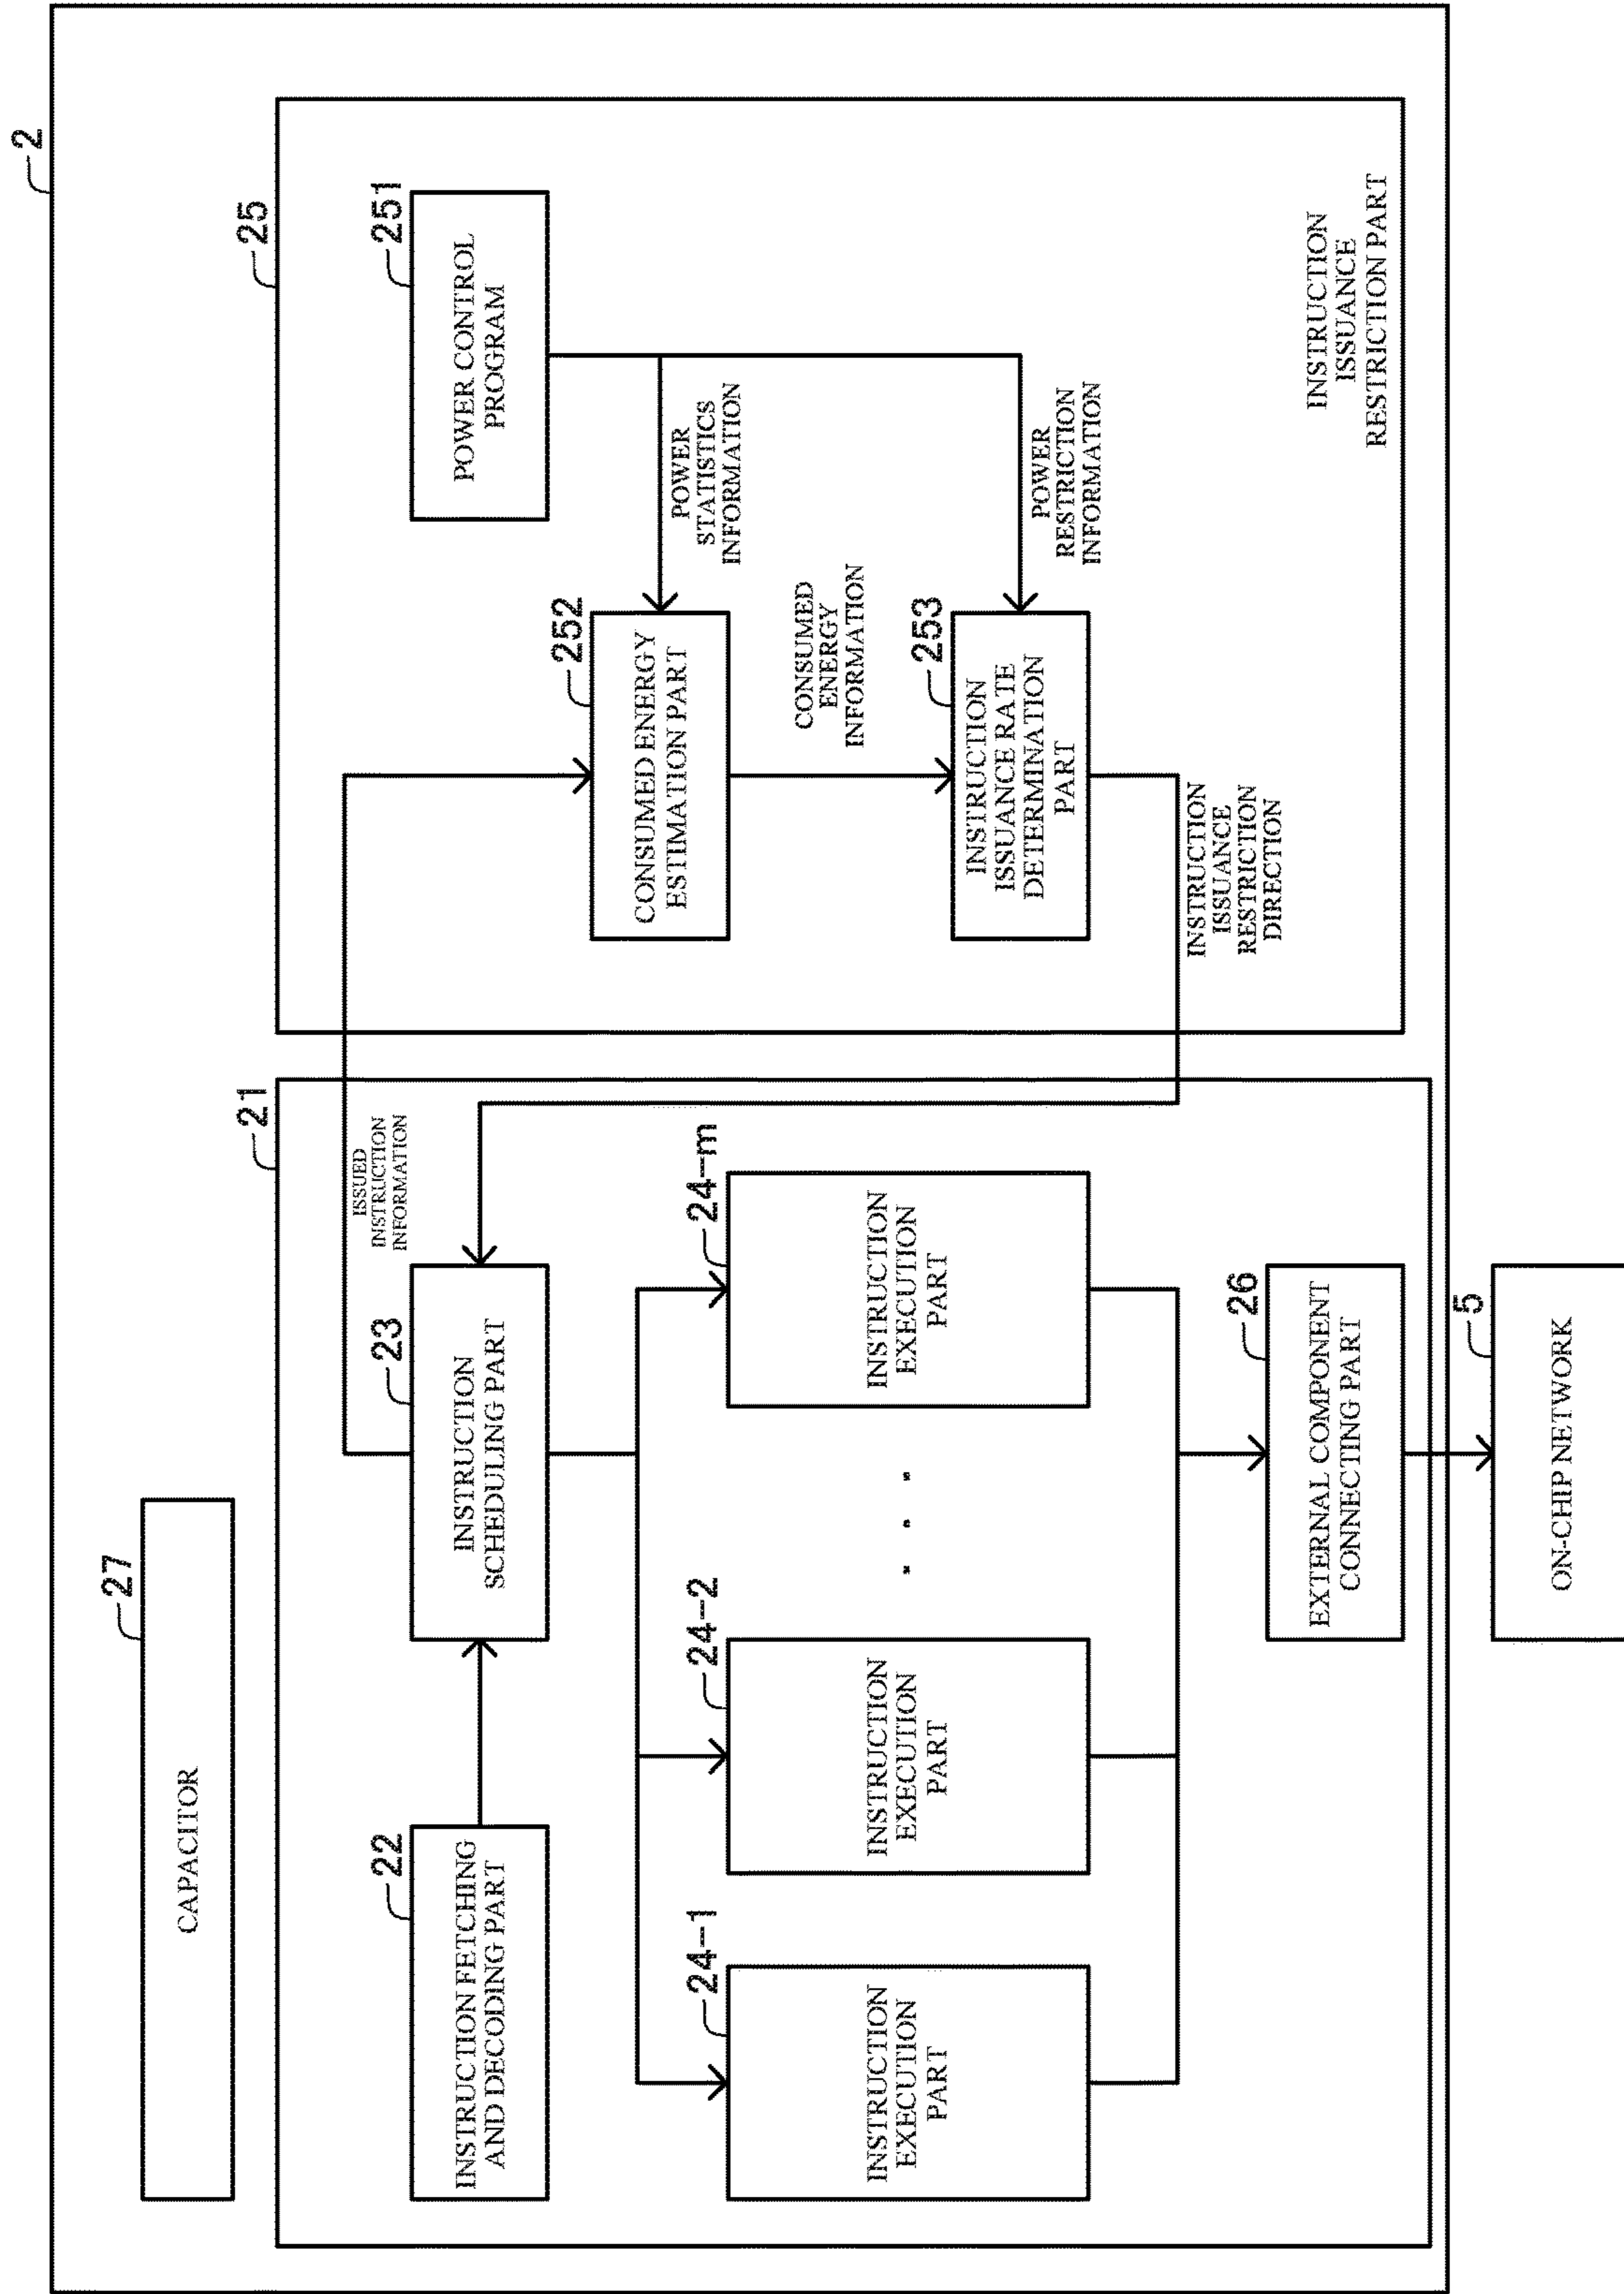 2
27
CAPACITOR
21
25
22
INSTRUCTION FETCHING
AND DECODING PART
23
INSTRUCTION
SCHEDULING PART
ISSUED
INSTRUCTION
INFORMATION
251
POWER CONTROL
PROGRAM
252
CONSUMED ENERGY
ESTIMATION PART
POWER
STATISTICS
INFORMATION
24-1
INSTRUCTION
EXECUTION
PART
24-2
INSTRUCTION
EXECUTION
PART
24-m
INSTRUCTION
EXECUTION
PART
CONSUMED
ENERGY
INFORMATION
253
INSTRUCTION
ISSUANCE RATE
DETERMINATION
PART
POWER
RESTRICTION
INFORMATION
INSTRUCTION
ISSUANCE
RESTRICTION
DIRECTION
26
EXTERNAL COMPONENT
CONNECTING PART
INSTRUCTION
ISSUANCE
RESTRICTION PART
5
ON-CHIP NETWORK